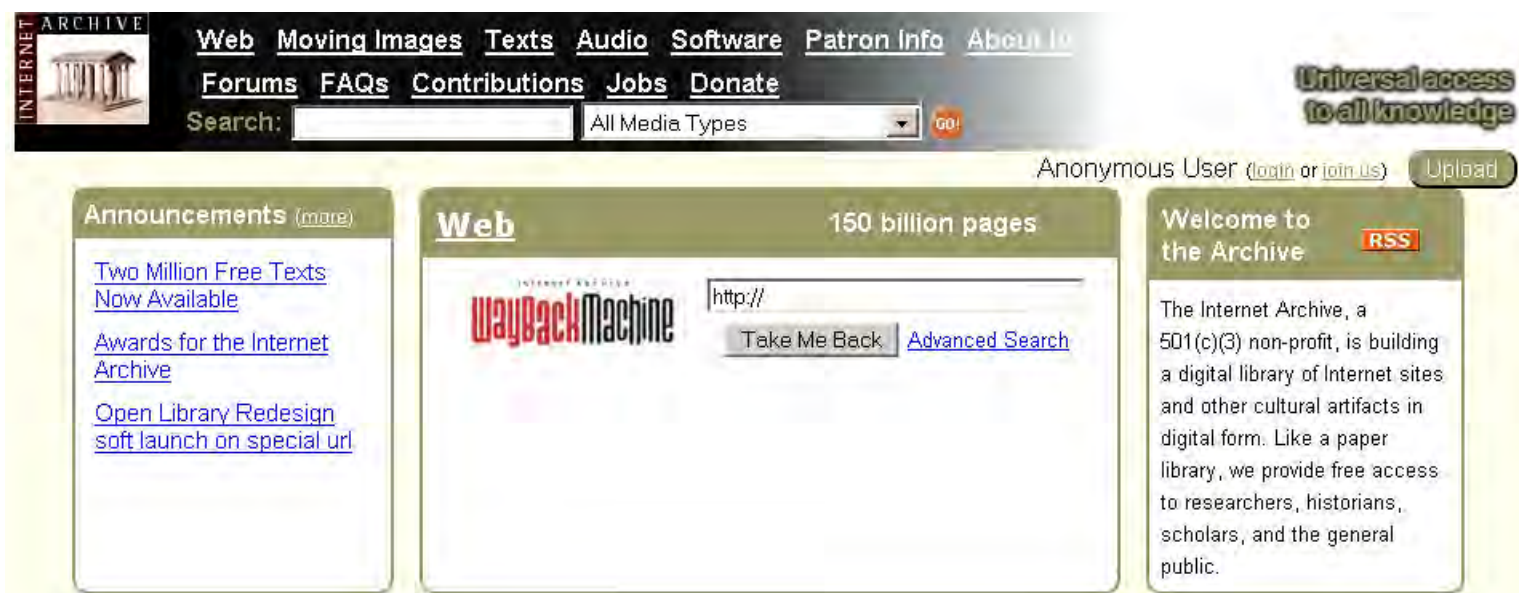 INTERNET ARCHIVE
Web Moving Images Texts Audio Software Patron Info About
Forums FAQs Contributions Jobs Donate
Search: All Media Types GO!
Universal access
to all knowledge
Anonymous User (login or join us) Upload
Announcements (more)
Two Million Free Texts
Now Available
Awards for the Internet
Archive
Open Library Redesign
soft launch on special url
Web 150 billion pages
INTERNET ARCHIVE
WayBackMachine
http://
Take Me Back Advanced Search
Welcome to
the Archive
RSS
The Internet Archive, a
501(c)(3) non-profit, is building
a digital library of Internet sites
and other cultural artifacts in
digital form. Like a paper
library, we provide free access
to researchers, historians,
scholars, and the general
public.